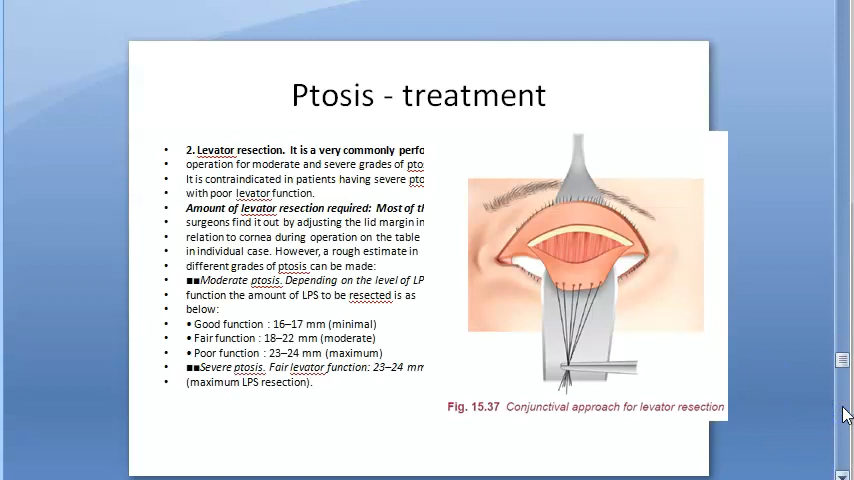 Ptosis - treatment
• 2. Levator resection. It is a very commonly perfo
• operation for moderate and severe grades of pto
• It is contraindicated in patients having severe pto
• with poor levator function.
• Amount of levator resection required: Most of th
• surgeons find it out by adjusting the lid margin in
• relation to cornea during operation on the table
• in individual case. However, a rough estimate in
• different grades of ptosis can be made:
• ■■Moderate ptosis. Depending on the level of LP
• function the amount of LPS to be resected is as
• below:
• • Good function : 16–17 mm (minimal)
• • Fair function : 18–22 mm (moderate)
• • Poor function : 23–24 mm (maximum)
• ■■Severe ptosis. Fair levator function: 23–24 mm
• (maximum LPS resection).
Fig. 15.37 Conjunctival approach for levator resection